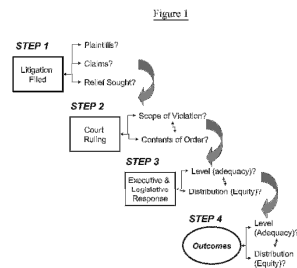 Figure 1
STEP 1
Plaintiffs?
Litigation
Filed
Claims?
Relief Sought?
STEP 2
Court
Ruling
Scope of Violation?
Contents of Order?
STEP 3
Executive &
Legislative
Response
Level (adequacy)?
Distribution (Equity)?
STEP 4
Outcomes
Level
(Adequacy)?
Distribution
(Equity)?